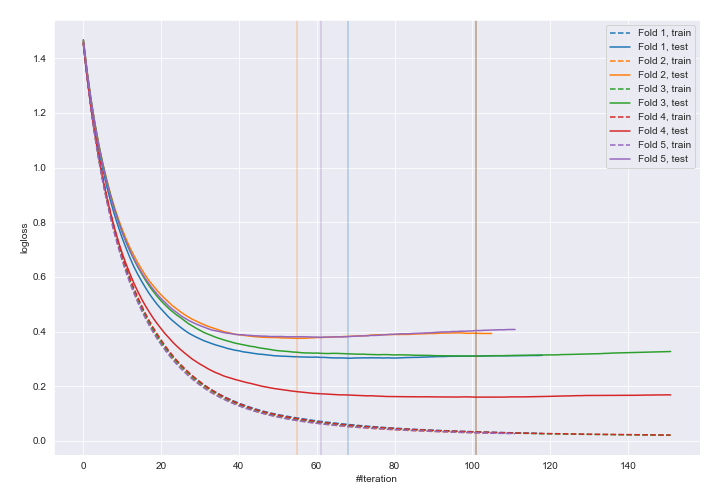 Fold 1, train
Fold 1, test
Fold 2, train
Fold 2, test
Fold 3, train
Fold 3, test
Fold 4, train
Fold 4, test
Fold 5, train
Fold 5, test
1.4
1.2
1.0
0.8
0.6
0.4
0.2
0.0
logloss
0 20 40 60 80 100 120 140
#Iteration